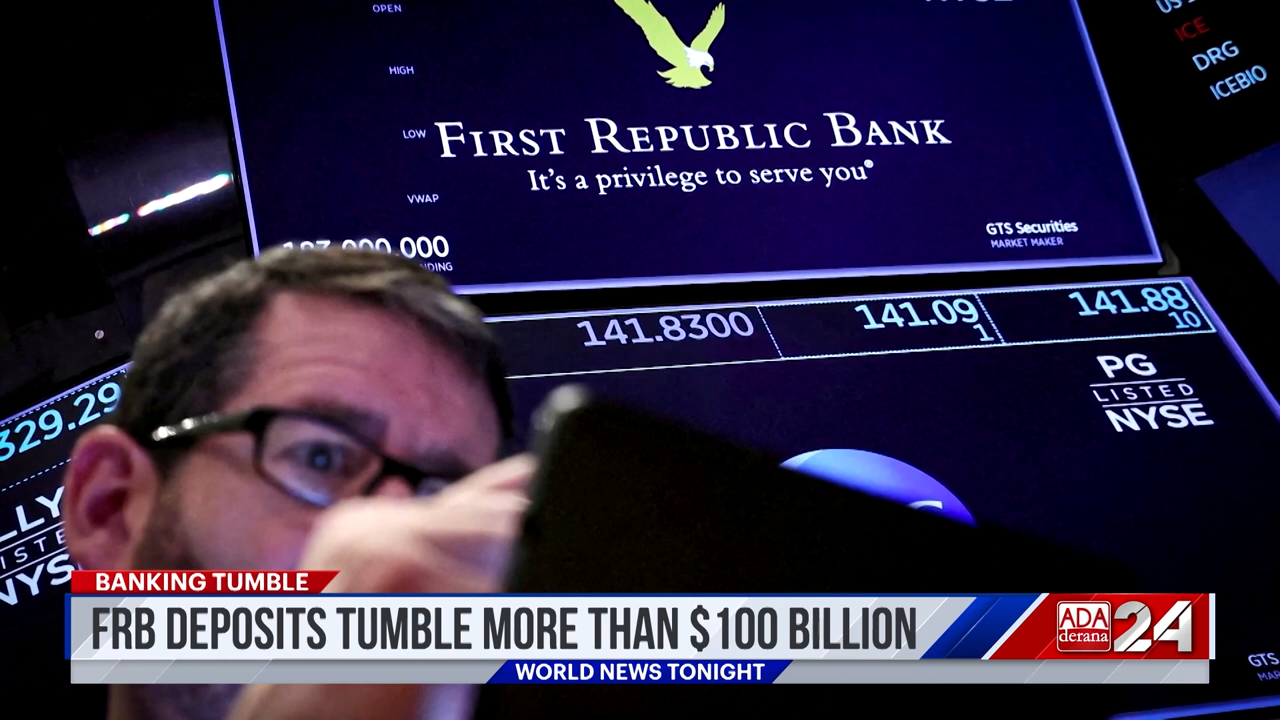 OPEN
HIGH
LOW
FIRST REPUBLIC BANK
It's a privilege to serve you®
VWAP
GTS Securities
MARKET MAKER
ICE
DRG
ICEBIO
141.8300
141.09
1
141.88
10
329.29
PG
LISTED
NYSE
BANKING TUMBLE
FRB DEPOSITS TUMBLE MORE THAN $100 BILLION
ADA
derana
24
WORLD NEWS TONIGHT
GTS